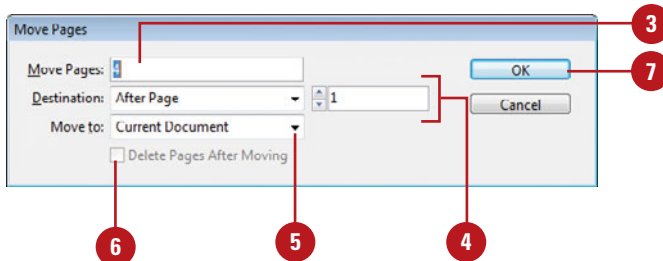 Move Pages
3
Move Pages: 4
OK
7
Destination: After Page 1
Cancel
Move to: Current Document
Delete Pages After Moving
6
5
4